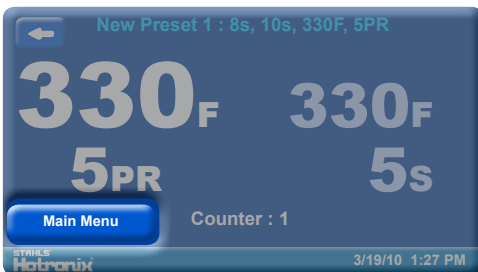 New Preset 1 : 8s, 10s, 330F, 5PR
330F 330F
5PR 5s
Main Menu Counter : 1
STAHLS'
Hotronix 3/19/10 1:27 PM